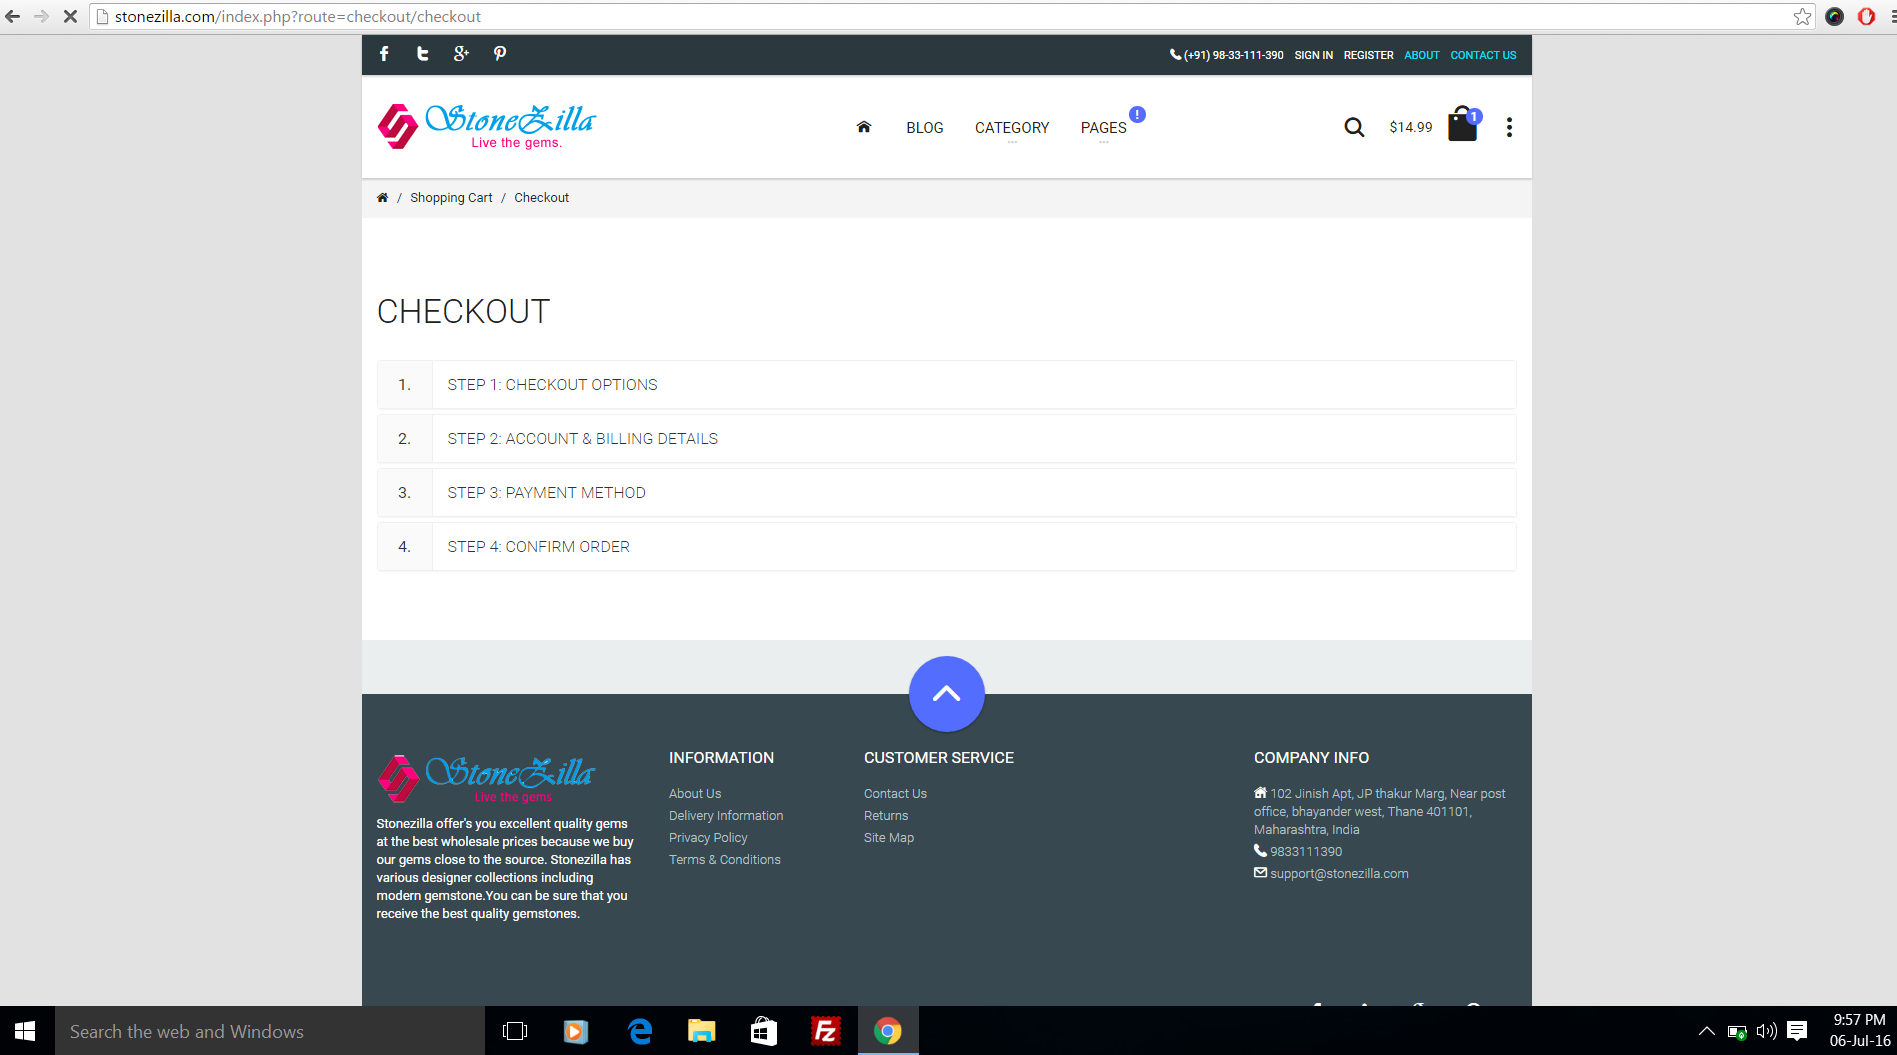 stonezilla.com/index.php?route=checkout/checkout
(+91) 98-33-111-390 SIGN IN REGISTER ABOUT CONTACT US
StoneZilla
Live the gems.
BLOG CATEGORY PAGES !
$14.99 1
/ Shopping Cart / Checkout
CHECKOUT
1. STEP 1: CHECKOUT OPTIONS
2. STEP 2: ACCOUNT & BILLING DETAILS
3. STEP 3: PAYMENT METHOD
4. STEP 4: CONFIRM ORDER
StoneZilla
Live the gems
Stonezilla offer's you excellent quality gems
at the best wholesale prices because we buy
our gems close to the source. Stonezilla has
various designer collections including
modern gemstone.You can be sure that you
receive the best quality gemstones.
INFORMATION
About Us
Delivery Information
Privacy Policy
Terms & Conditions
CUSTOMER SERVICE
Contact Us
Returns
Site Map
COMPANY INFO
102 Jinish Apt, JP thakur Marg, Near post
office, bhayander west, Thane 401101,
Maharashtra, India
9833111390
support@stonezilla.com
Search the web and Windows
9:57 PM
06-Jul-16